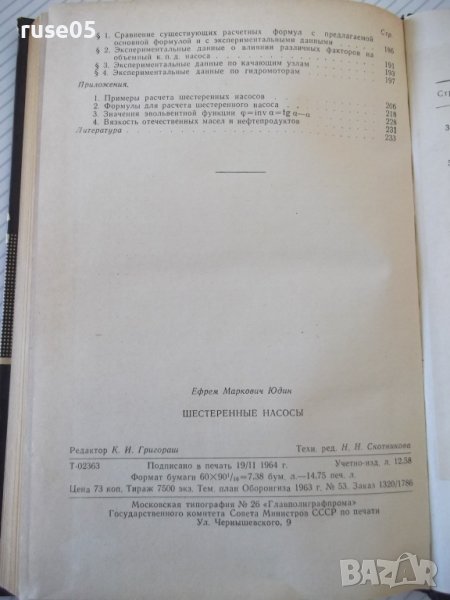 ruse05
Стр.
§ 1. Сравнение существующих расчетных формул с предлагаемой
основной формулой и с экспериментальными данными . . . . 186
§ 2. Экспериментальные данные о влиянии различных факторов на
объемный к. п. д. насоса . . . . 191
§ 3. Экспериментальные данные по качающим узлам . . . . 193
§ 4. Экспериментальные данные по гидромоторам . . . . 197
Приложения.
1. Примеры расчета шестеренных насосов
2. Формулы для расчета шестеренного насоса . . . . 206
3. Значения эвольвентной функции φ=inv α=tg α—α . . . . 218
4. Вязкость отечественных масел и нефтепродуктов . . . . 228
Литература . . . . 231
233
Ефрем Маркович Юдин
ШЕСТЕРЕННЫЕ НАСОСЫ
Редактор К. И. Григораш Техн. ред. Н. Н. Скотникова
Т-02363 Подписано в печать 19/II 1964 г. Учетно-изд. л. 12,58
Формат бумаги 60×90¹/₁₆=7,38 бум. л.—14,75 печ. л.
Цена 73 коп. Тираж 7500 экз. Тем. план Оборонгиза 1963 г. № 53. Заказ 1320/1786
Московская типография № 26 «Главполиграфпрома»
Государственного комитета Совета Министров СССР по печати
Ул. Чернышевского, 9
BAZAR.bg